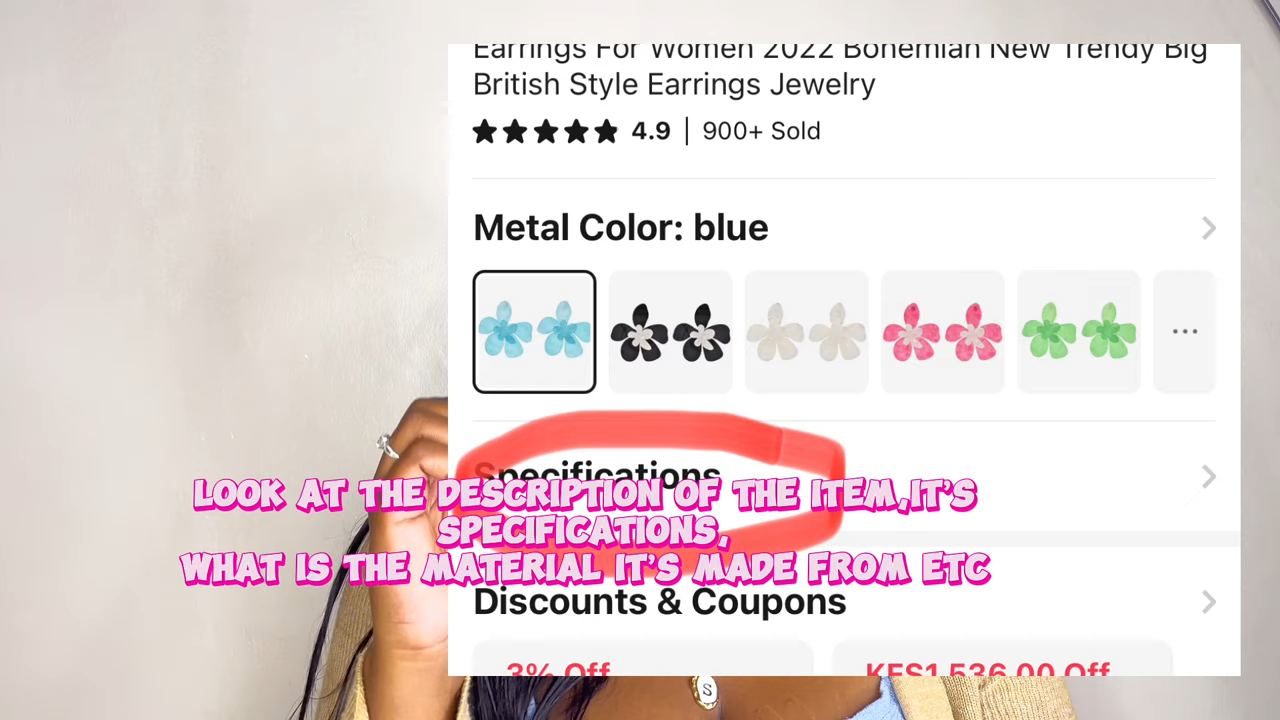 Earrings For Women 2022 Bohemian New Trendy Big
British Style Earrings Jewelry
4.9 | 900+ Sold
Metal Color: blue
...
Specifications
LOOK AT THE DESCRIPTION OF THE ITEM,IT'S
SPECIFICATIONS,
WHAT IS THE MATERIAL IT'S MADE FROM ETC
Discounts & Coupons
3% Off
KES1,536.00 Off
S